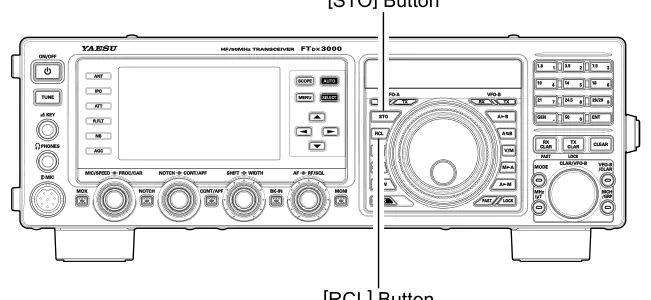 [STO] Button
ON/OFF
YAESU
HF/50MHz TRANSCEIVER FTDX 3000
TUNE
KEY
PHONES
MIC
ANT
IPO
ATT
R.FLT
NB
AGC
SCOPE AUTO
MENU SELECT
TX
VFO-B
RX TX
STO
RCL
A►B
V/M
M►A
A►M
FAST LOCK
1.8 1 3.5 2 7.0 3
10 4 14 5 18 6
21 7 24.5 8 28/29 9
GEN 50 0 ENT
RX CLAR
TX CLAR
CLEAR
FAST LOCK
MODE
CLAR/VFO-B
VFO-B
/CLAR
MHz
MCH
/GRP
MIC/SPEED PROC/CAR
NOTCH CONT/APF
SHIFT WIDTH
AF RF/SQL
MOX
NOTCH
CONT/APF
BK-IN
MONI
[RCL] Button